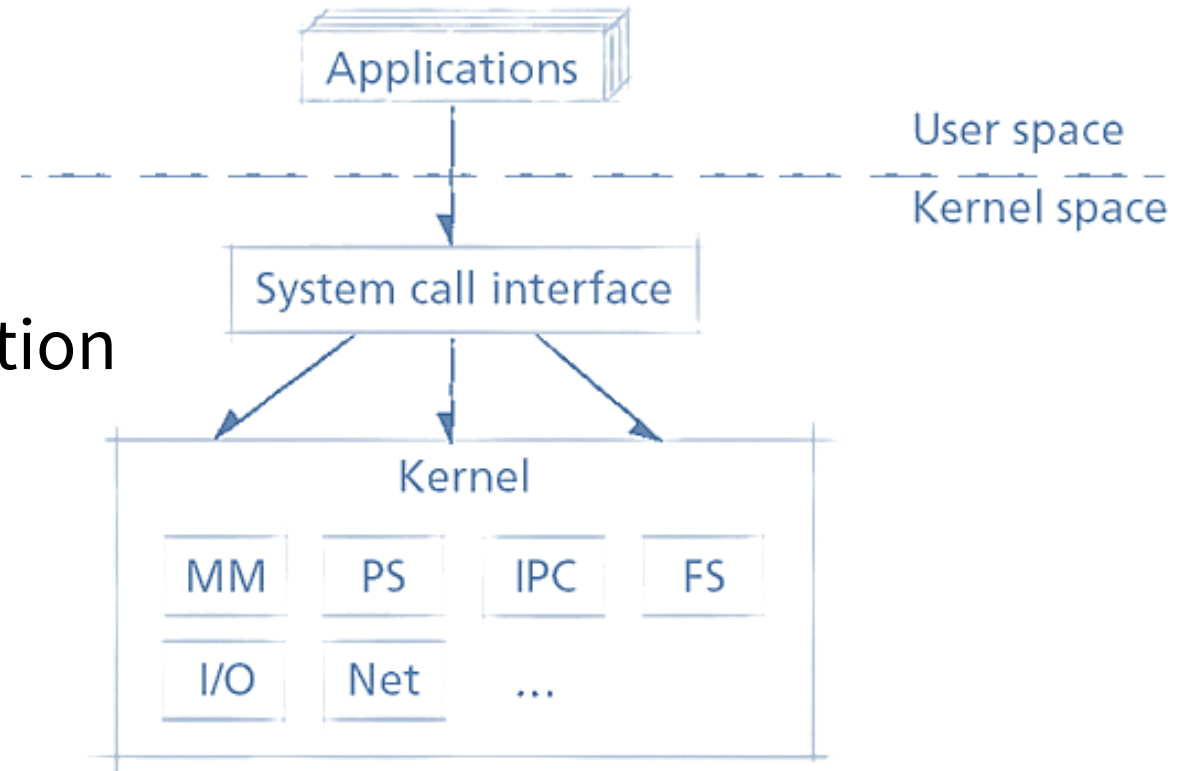 Applications
User space
Kernel space
System call interface
tion
Kernel
MM PS IPC FS
I/O Net ...